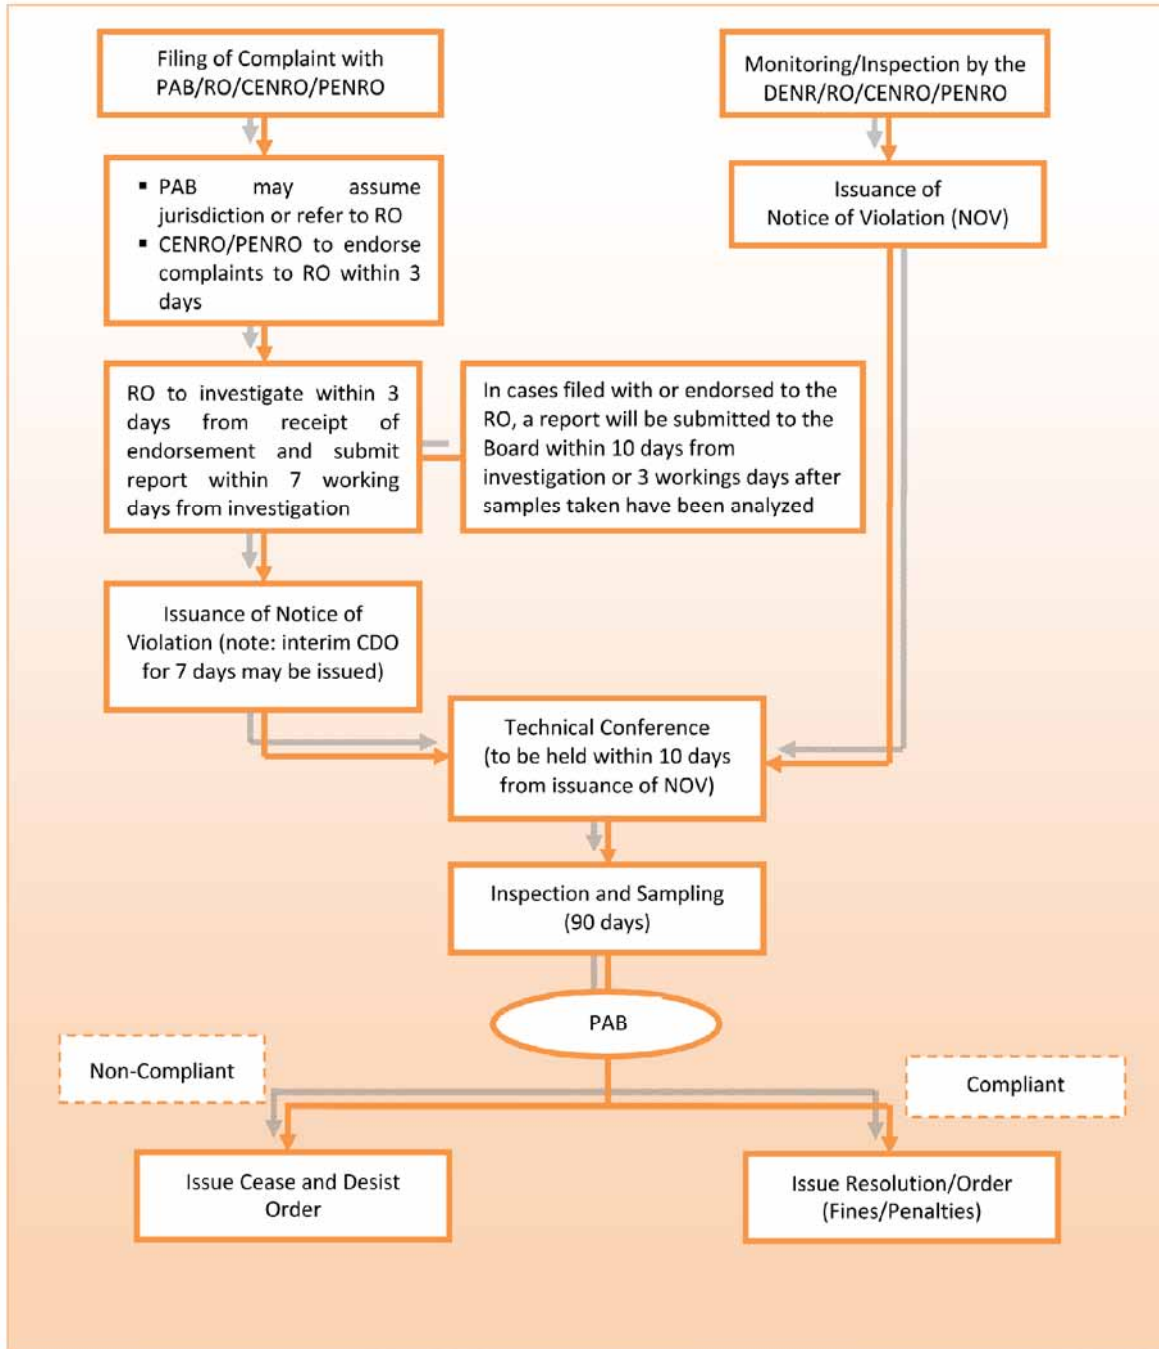 Filing of Complaint with
PAB/RO/CENRO/PENRO
Monitoring/Inspection by the
DENR/RO/CENRO/PENRO
▪ PAB may assume
jurisdiction or refer to RO
▪ CENRO/PENRO to endorse
complaints to RO within 3
days
Issuance of
Notice of Violation (NOV)
RO to investigate within 3
days from receipt of
endorsement and submit
report within 7 working
days from investigation
In cases filed with or endorsed to the
RO, a report will be submitted to the
Board within 10 days from
investigation or 3 workings days after
samples taken have been analyzed
Issuance of Notice of
Violation (note: interim CDO
for 7 days may be issued)
Technical Conference
(to be held within 10 days
from issuance of NOV)
Inspection and Sampling
(90 days)
PAB
Non-Compliant
Compliant
Issue Cease and Desist
Order
Issue Resolution/Order
(Fines/Penalties)